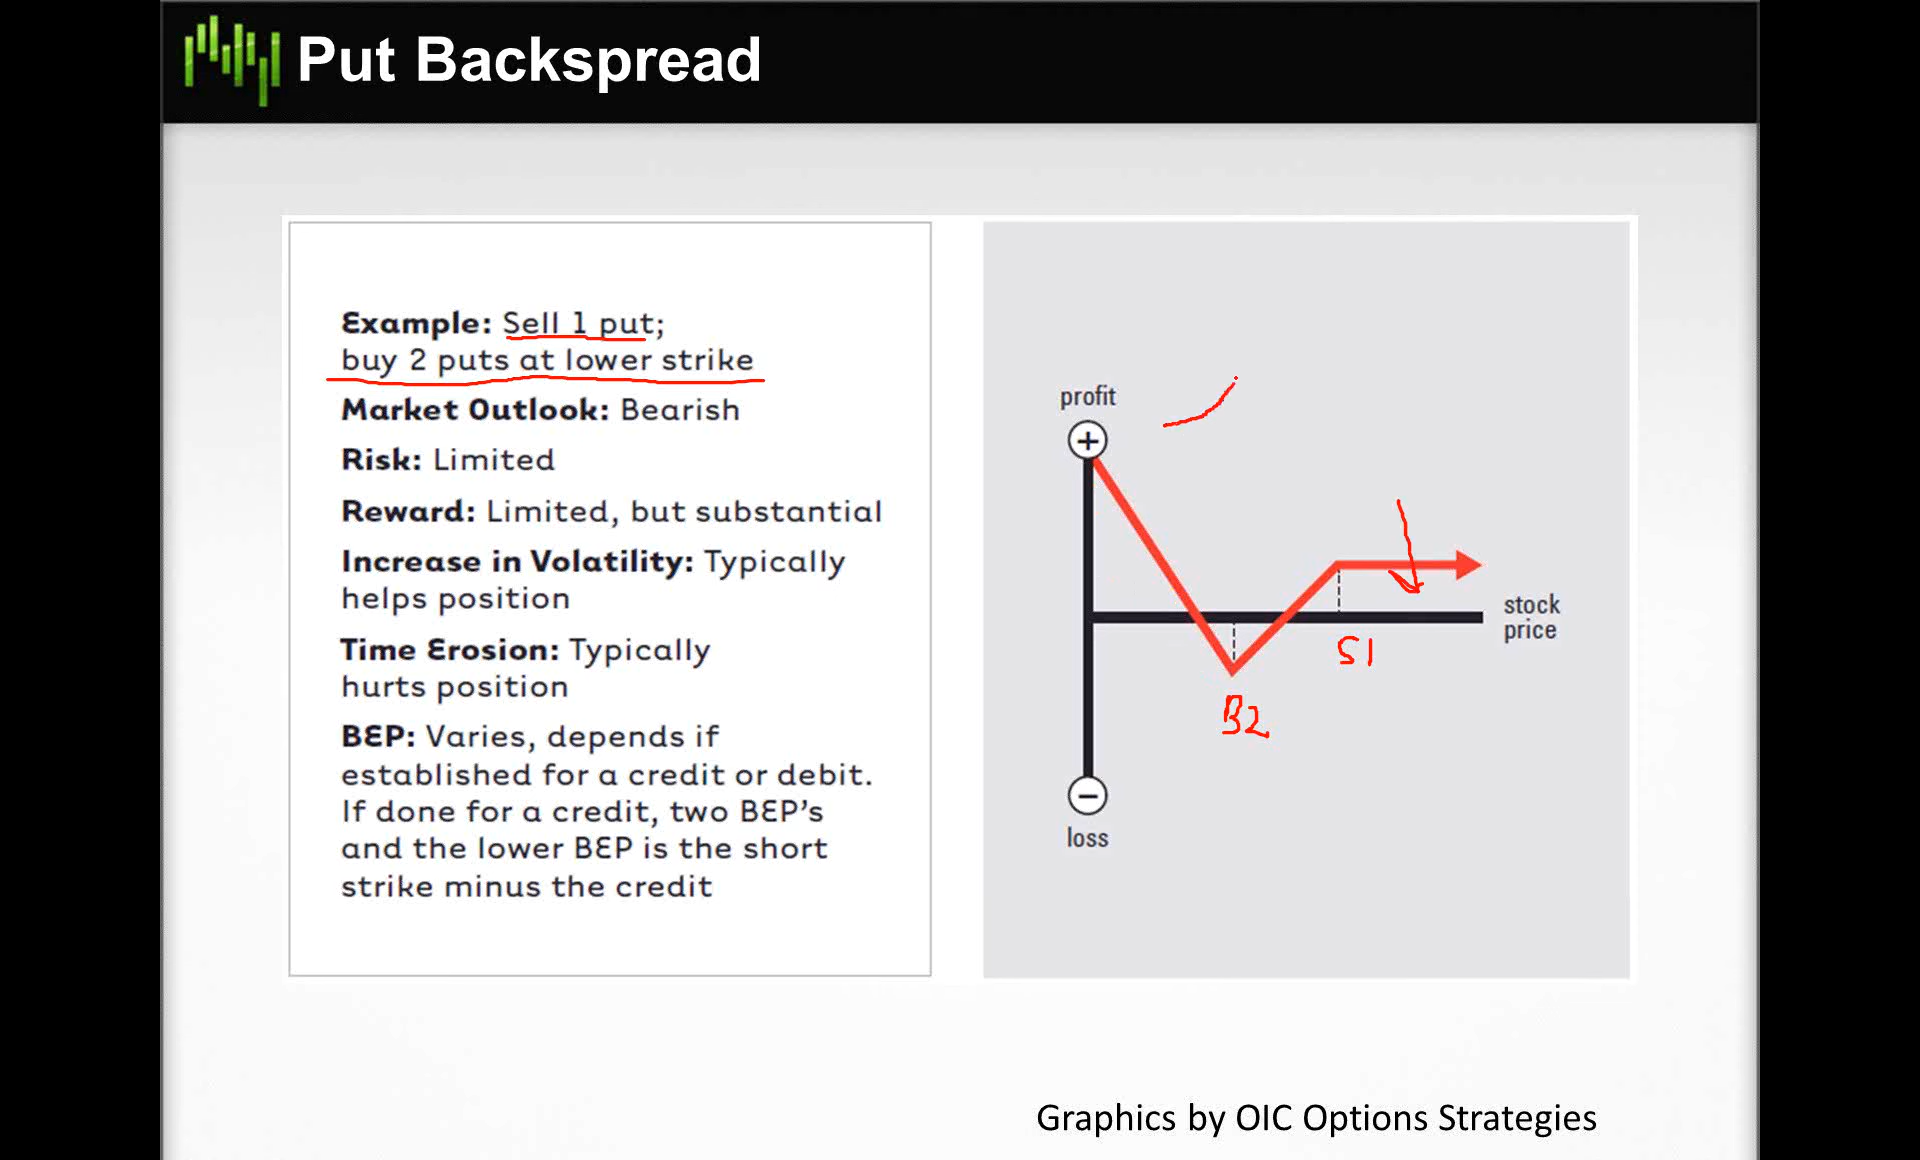 Put Backspread
Example: Sell 1 put;
buy 2 puts at lower strike
Market Outlook: Bearish
Risk: Limited
Reward: Limited, but substantial
Increase in Volatility: Typically
helps position
Time Erosion: Typically
hurts position
BEP: Varies, depends if
established for a credit or debit.
If done for a credit, two BEP's
and the lower BEP is the short
strike minus the credit
profit
+
stock
price
S1
B2
−
loss
Graphics by OIC Options Strategies